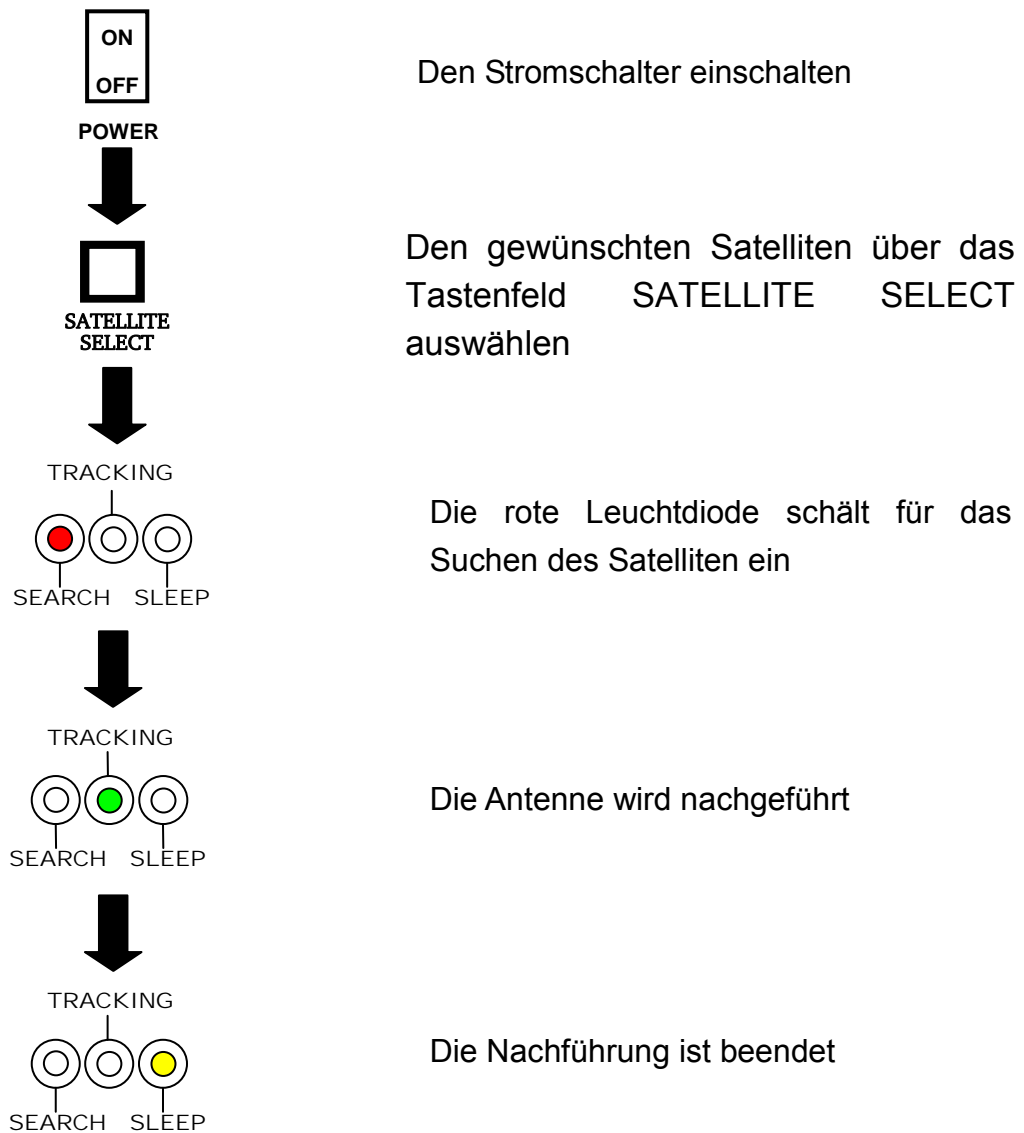 ON
OFF
POWER
Den Stromschalter einschalten
SATELLITE
SELECT
Den gewünschten Satelliten über das
Tastenfeld SATELLITE SELECT
auswählen
TRACKING
SEARCH SLEEP
Die rote Leuchtdiode schält für das
Suchen des Satelliten ein
TRACKING
SEARCH SLEEP
Die Antenne wird nachgeführt
TRACKING
SEARCH SLEEP
Die Nachführung ist beendet